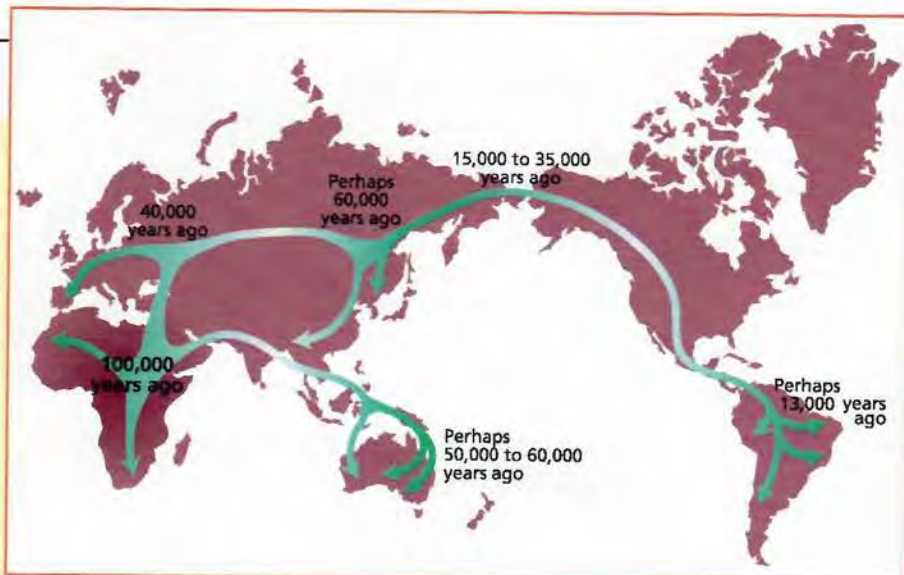 40,000
years ago
Perhaps
60,000
years ago
15,000 to 35,000
years ago
100,000
years ago
Perhaps
50,000 to 60,000
years ago
Perhaps
13,000 years
ago